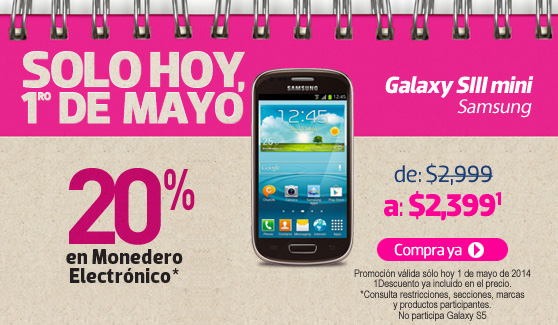 SOLO HOY,
1RO DE MAYO
20%
en Monedero
Electrónico*
SAMSUNG
12:45
Galaxy SIII mini
Samsung
de: $2,999
a: $2,399¹
Compra ya
Promoción válida sólo hoy 1 de mayo de 2014
1Descuento ya incluido en el precio.
*Consulta restricciones, secciones, marcas
y productos participantes.
No participa Galaxy S5